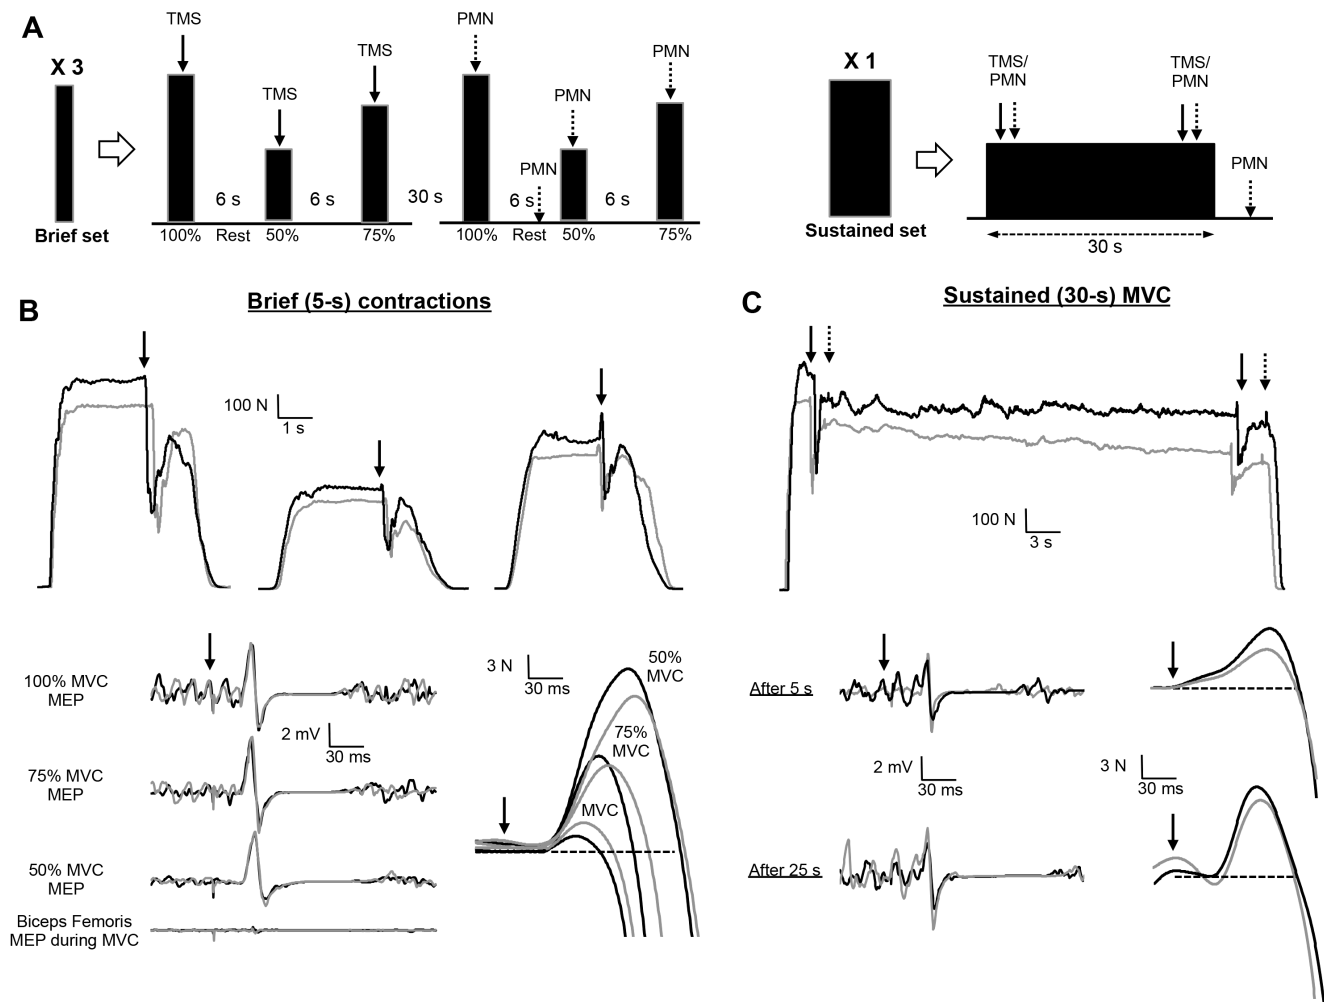 A
X 3
Brief set
TMS
TMS
TMS
6 s
6 s
30 s
100%
Rest
50%
75%
PMN
PMN
PMN
PMN
6 s
6 s
100%
Rest
50%
75%
X 1
Sustained set
TMS/
PMN
TMS/
PMN
PMN
30 s
B
Brief (5-s) contractions
100 N
1 s
100% MVC
MEP
75% MVC
MEP
50% MVC
MEP
Biceps Femoris
MEP during MVC
2 mV
30 ms
3 N
30 ms
50%
MVC
75%
MVC
MVC
C
Sustained (30-s) MVC
100 N
3 s
After 5 s
2 mV
30 ms
3 N
30 ms
After 25 s